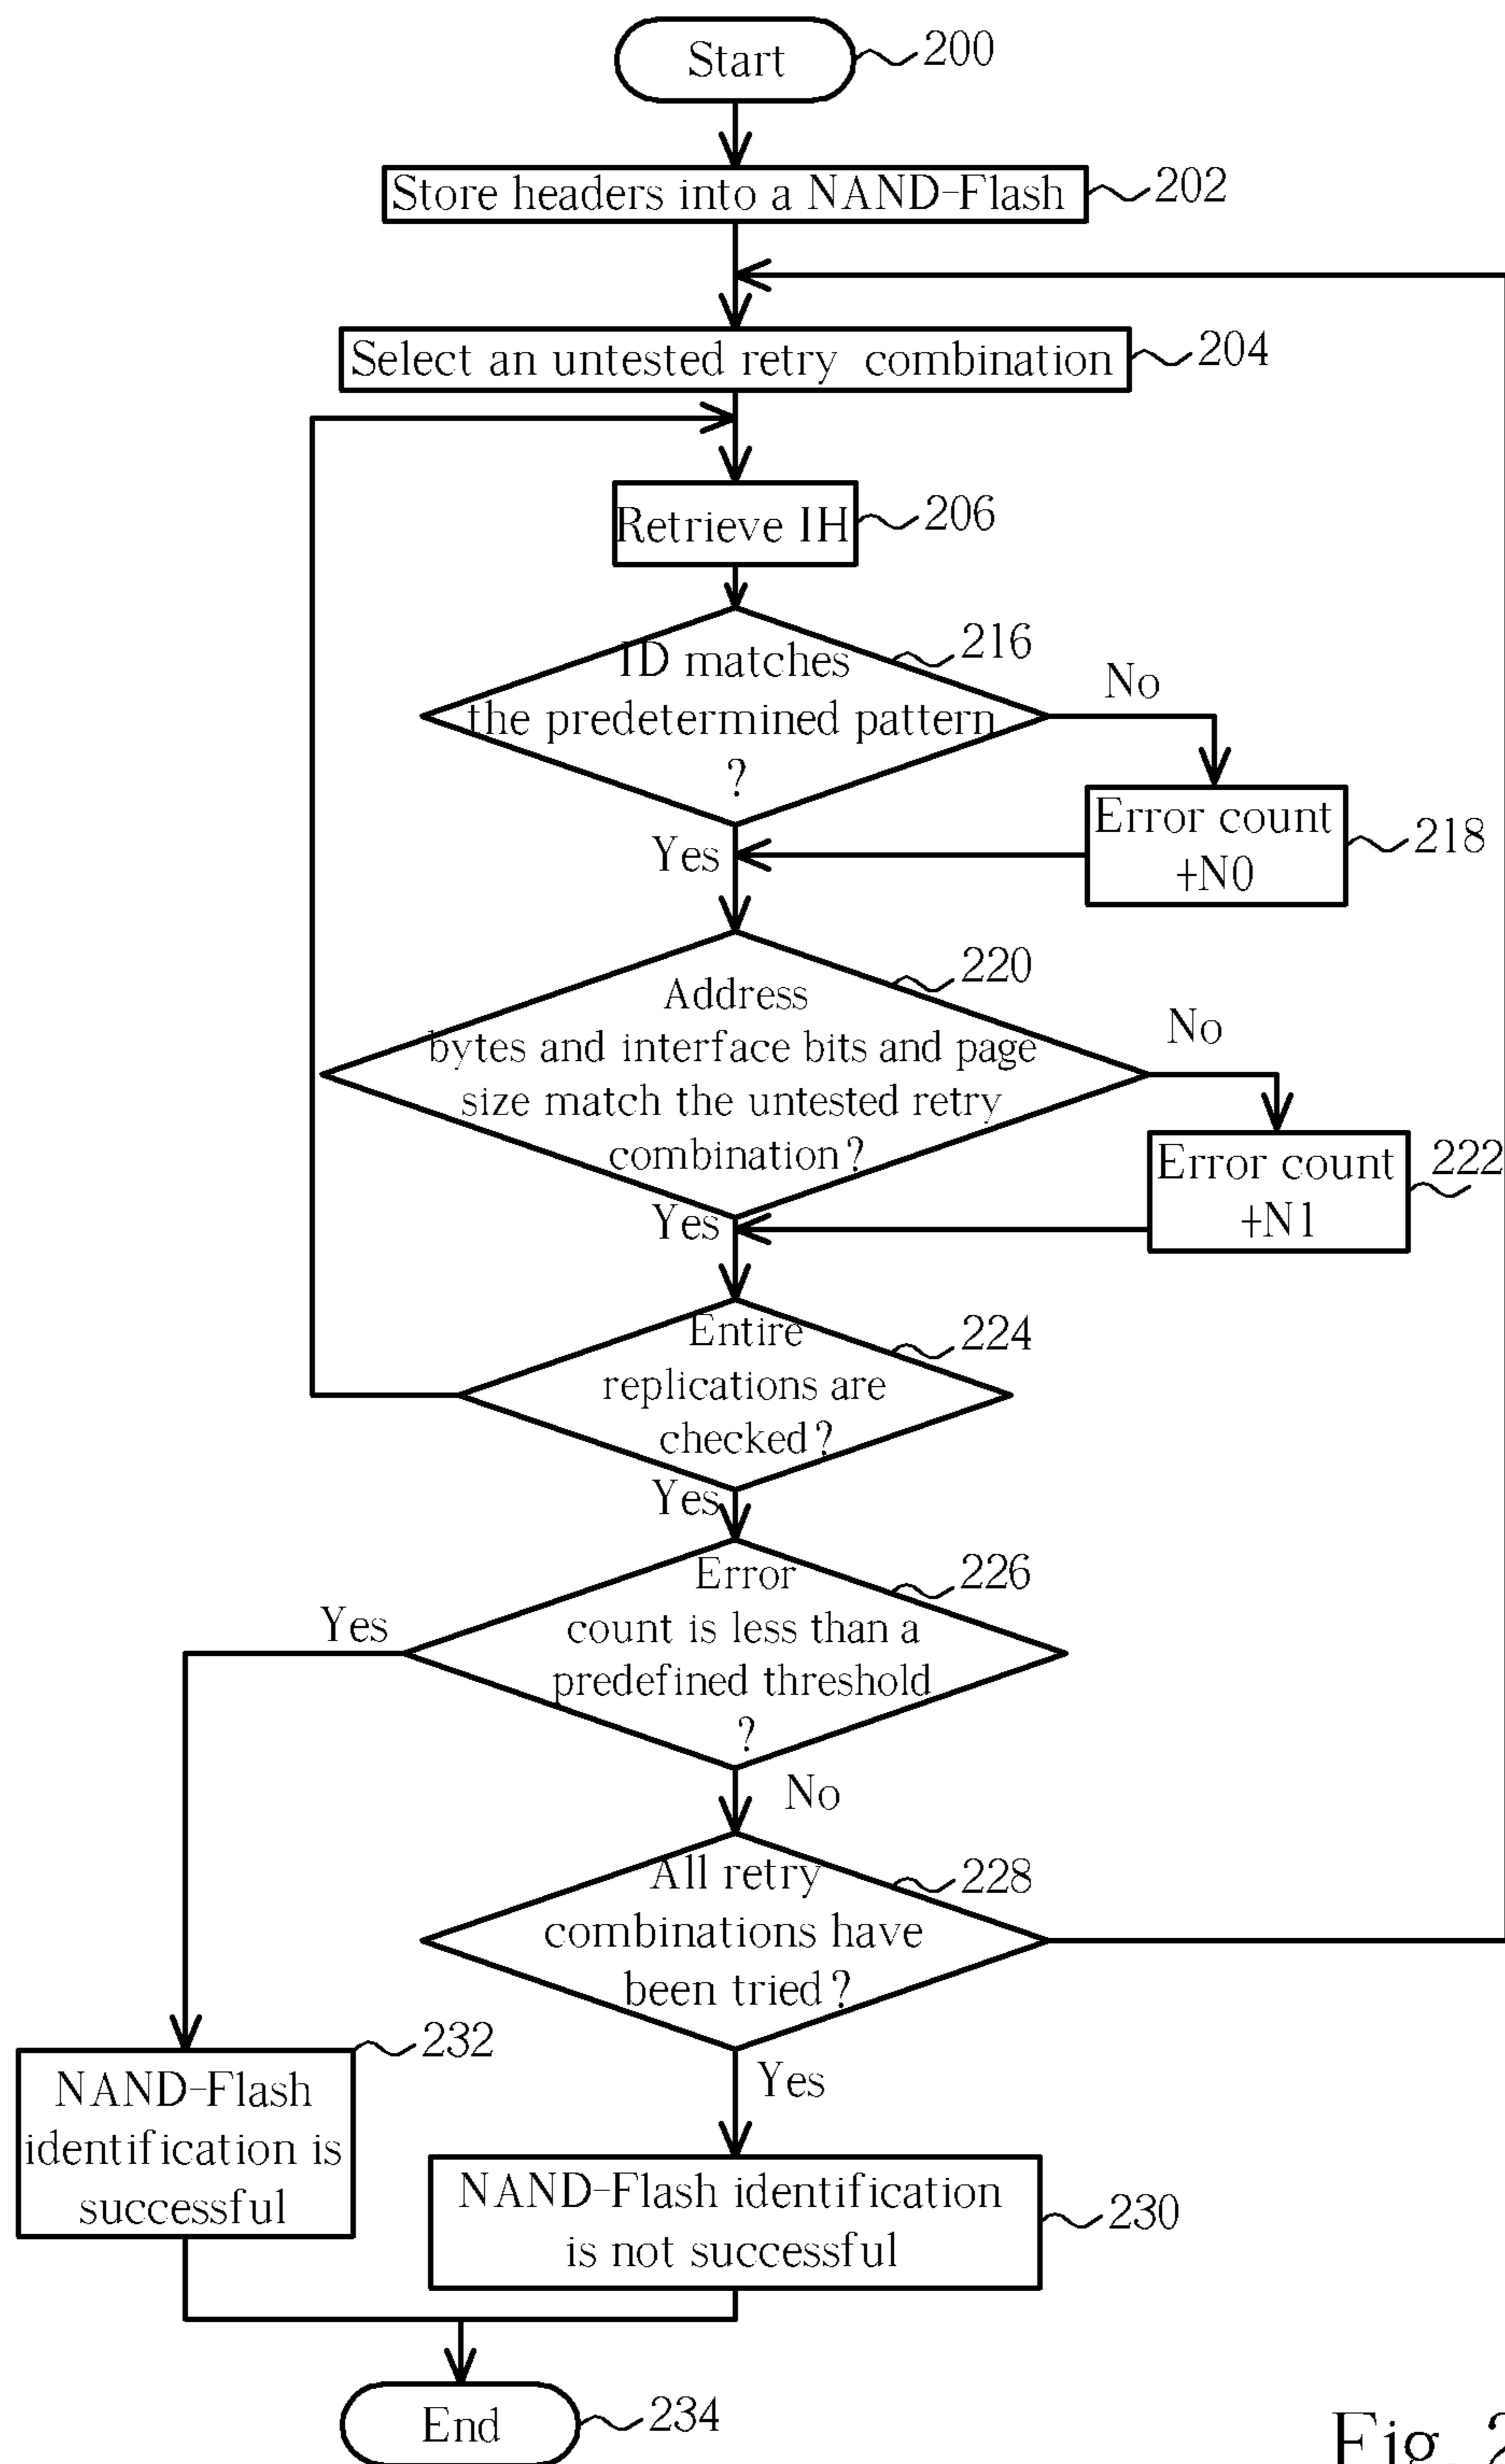 Start
200
Store headers into a NAND-Flash
202
Select an untested retry combination
204
Retrieve IH
206
ID matches
the predetermined pattern
?
216
No
Error count
+N0
218
Yes
Address
bytes and interface bits and page
size match the untested retry
combination?
220
No
Error count
+N1
222
Yes
Entire
replications are
checked?
224
Yes
Error
count is less than a
predefined threshold
?
226
Yes
No
All retry
combinations have
been tried?
228
Yes
NAND-Flash
identification is
successful
232
NAND-Flash identification
is not successful
230
End
234
Fig. 2